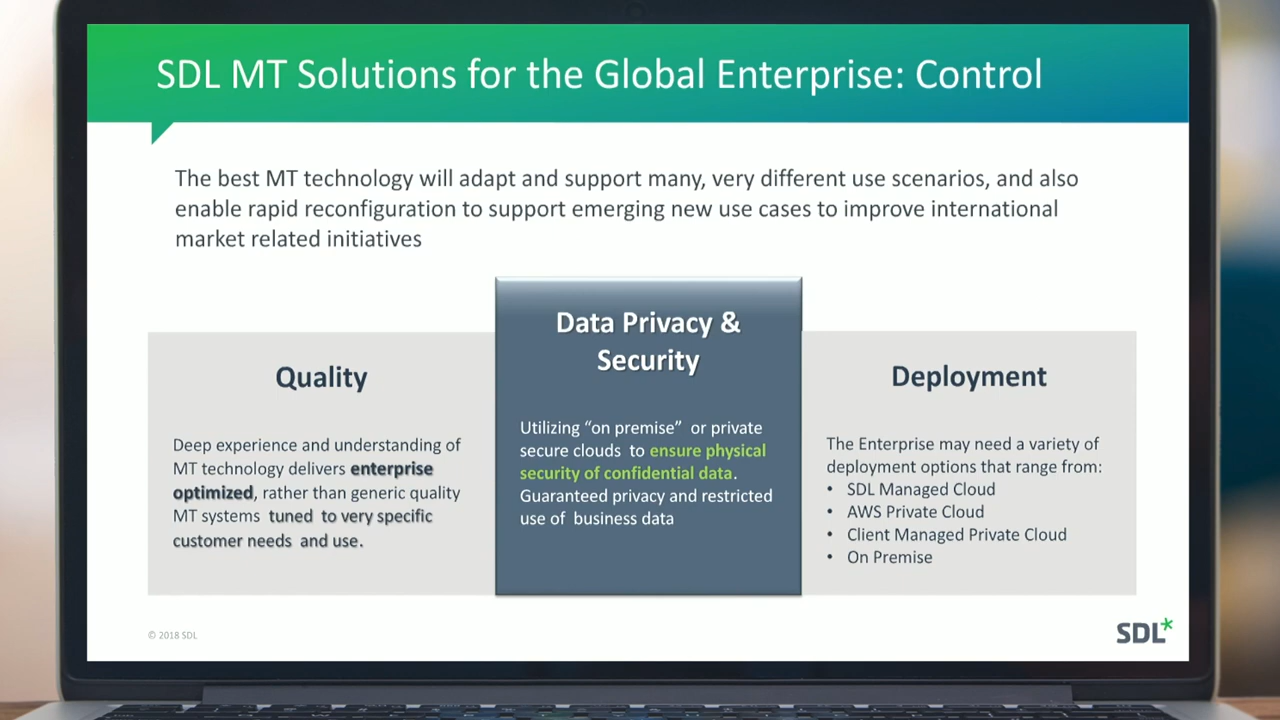 SDL MT Solutions for the Global Enterprise: Control
The best MT technology will adapt and support many, very different use scenarios, and also
enable rapid reconfiguration to support emerging new use cases to improve international
market related initiatives
Quality
Deep experience and understanding of
MT technology delivers enterprise
optimized, rather than generic quality
MT systems tuned to very specific
customer needs and use.
Data Privacy &
Security
Utilizing “on premise” or private
secure clouds to ensure physical
security of confidential data.
Guaranteed privacy and restricted
use of business data
Deployment
The Enterprise may need a variety of
deployment options that range from:
• SDL Managed Cloud
• AWS Private Cloud
• Client Managed Private Cloud
• On Premise
© 2018 SDL
SDL*